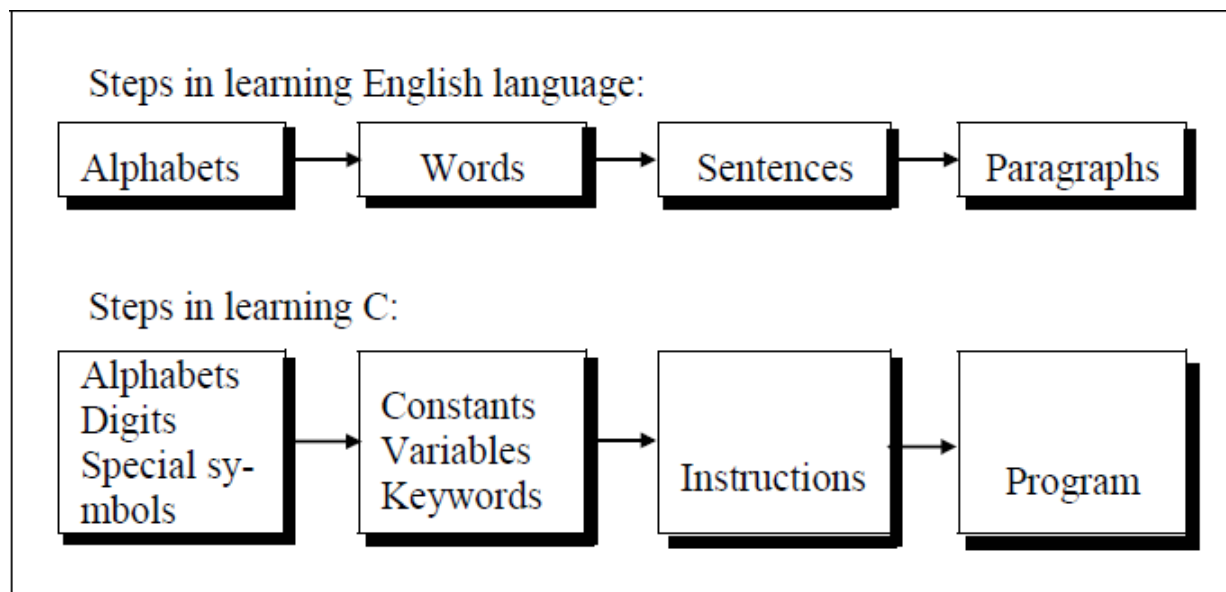 Steps in learning English language:
Alphabets
Words
Sentences
Paragraphs
Steps in learning C:
Alphabets
Digits
Special sy-
mbols
Constants
Variables
Keywords
Instructions
Program